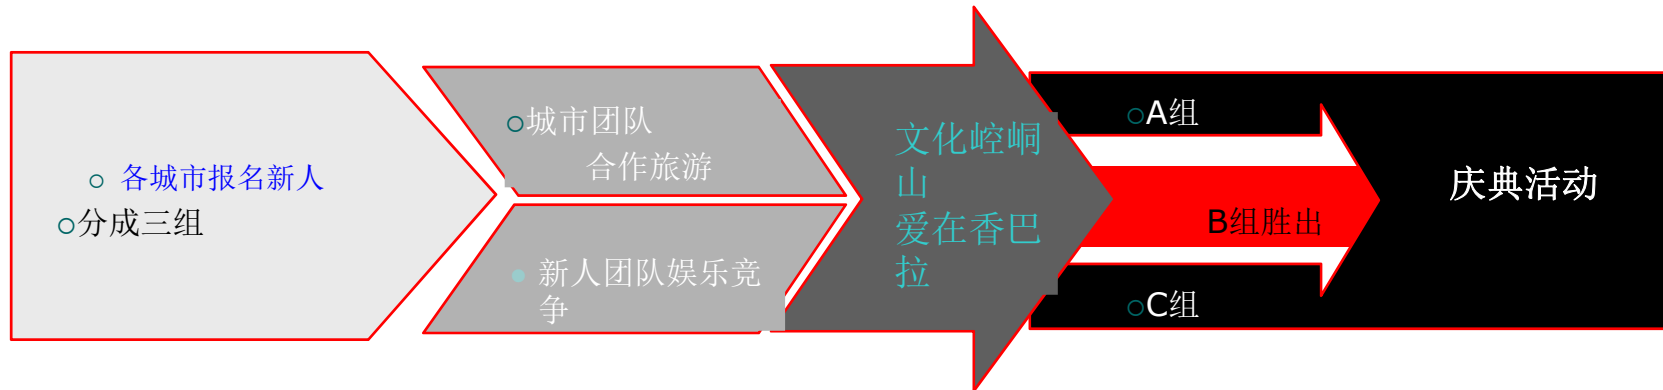 各城市报名新人
分成三组
城市团队
合作旅游
新人团队娱乐竞
争
文化崆峒
山
爱在香巴
拉
A组
B组胜出
C组
庆典活动